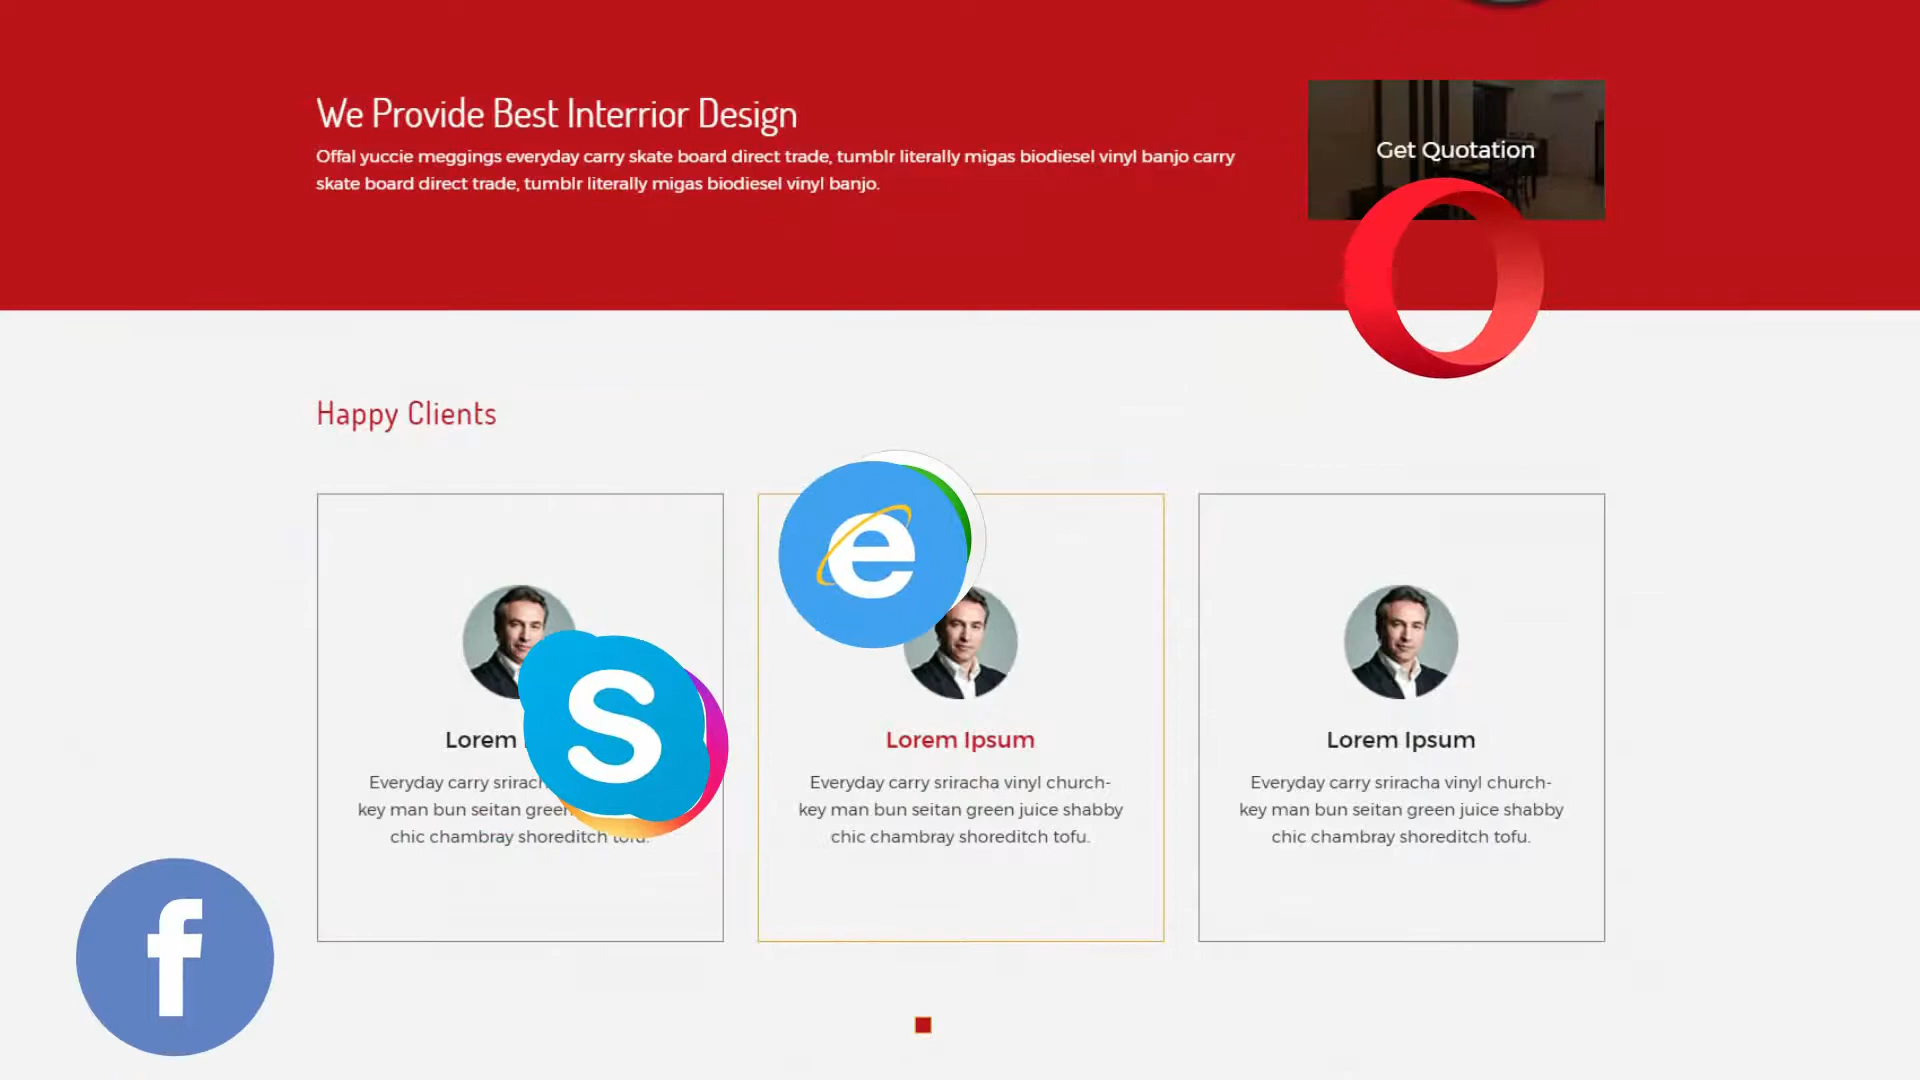 We Provide Best Interrior Design
Offal yuccie meggings everyday carry skate board direct trade, tumblr literally migas biodiesel vinyl banjo carry
skate board direct trade, tumblr literally migas biodiesel vinyl banjo.
Get Quotation
Happy Clients
Lorem
Everyday carry
key man bun seitan green
chic chambray shoreditch tofu.
Lorem Ipsum
Everyday carry sriracha vinyl church-
key man bun seitan green juice shabby
chic chambray shoreditch tofu.
Lorem Ipsum
Everyday carry sriracha vinyl church-
key man bun seitan green juice shabby
chic chambray shoreditch tofu.
e
S
f